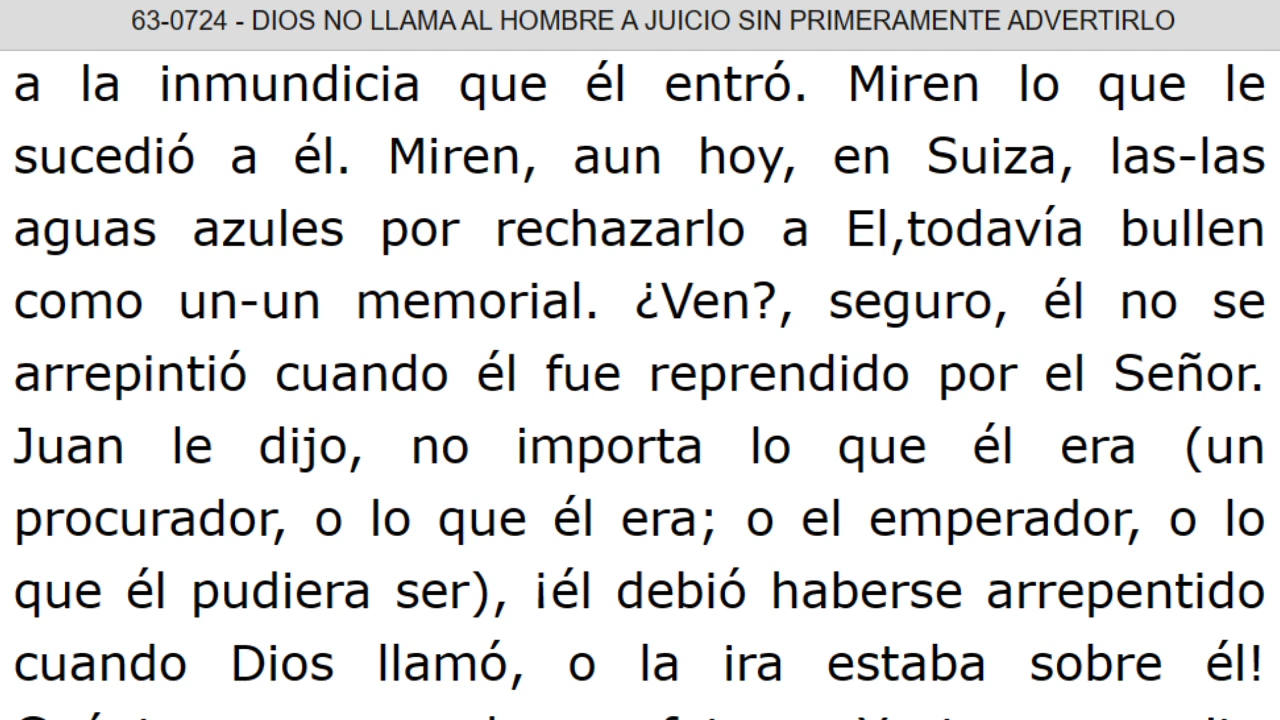 63-0724 - DIOS NO LLAMA AL HOMBRE A JUICIO SIN PRIMERAMENTE ADVERTIRLO
a la inmundicia que él entró. Miren lo que le
sucedió a él. Miren, aun hoy, en Suiza, las-las
aguas azules por rechazarlo a El,todavía bullen
como un-un memorial. ¿Ven?, seguro, él no se
arrepintió cuando él fue reprendido por el Señor.
Juan le dijo, no importa lo que él era (un
procurador, o lo que él era; o el emperador, o lo
que él pudiera ser), ¡él debió haberse arrepentido
cuando Dios llamó, o la ira estaba sobre él!